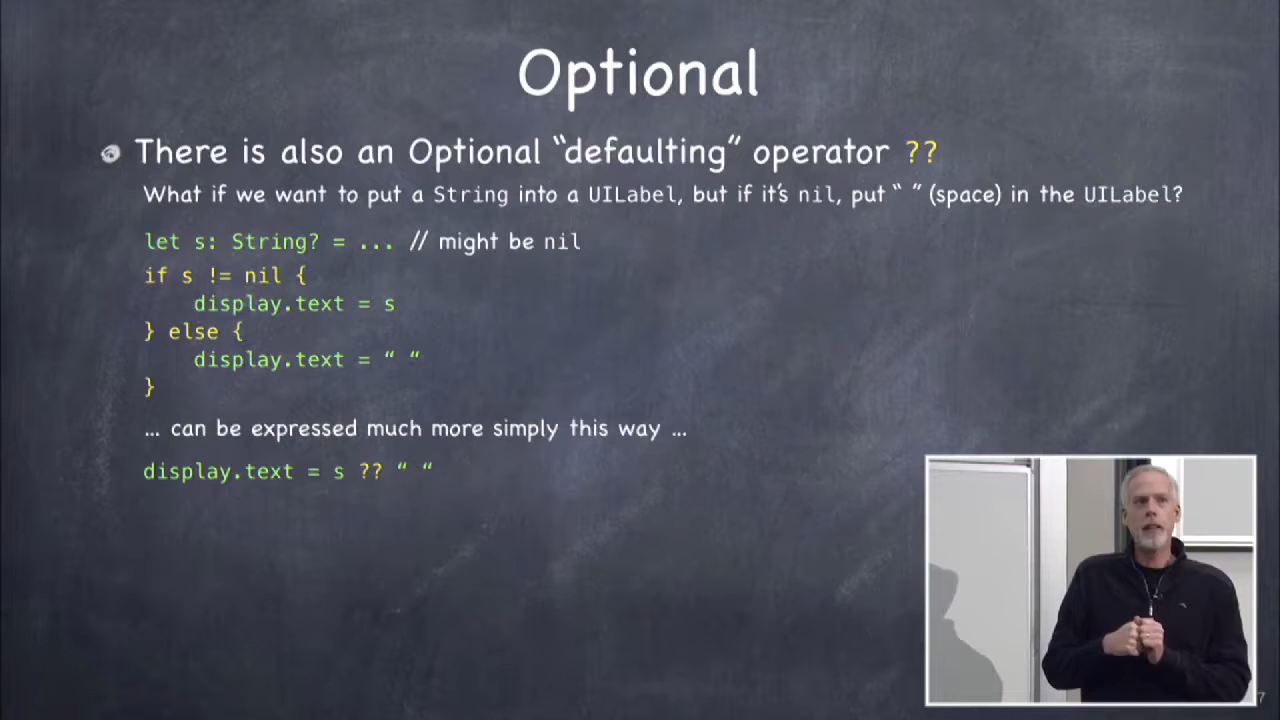 Optional
There is also an Optional “defaulting” operator ??
What if we want to put a String into a UILabel, but if it’s nil, put “ ” (space) in the UILabel?
let s: String? = ... // might be nil
if s != nil {
    display.text = s
} else {
    display.text = “ “
}
... can be expressed much more simply this way ...
display.text = s ?? “ “
7